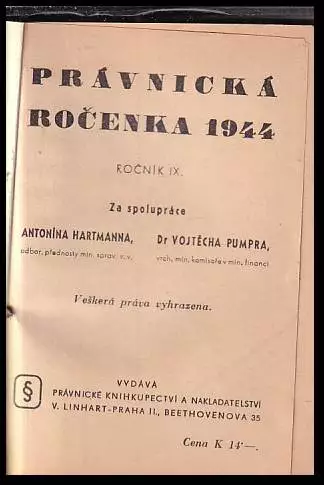 PRÁVNICKÁ
ROČENKA 1944
ROČNÍK IX.
Za spolupráce
ANTONÍNA HARTMANNA, Dr VOJTĚCHA PUMPRA,
odbor. přednosty min. sprav. v.v. vrch. min. komisaře v min. financí
Veškerá práva vyhrazena.
§
VYDÁVÁ
PRÁVNICKÉ KNIHKUPECTVÍ A NAKLADATELSTVÍ
V. LINHART-PRAHA II., BEETHOVENOVA 35
Cena K 14·—.